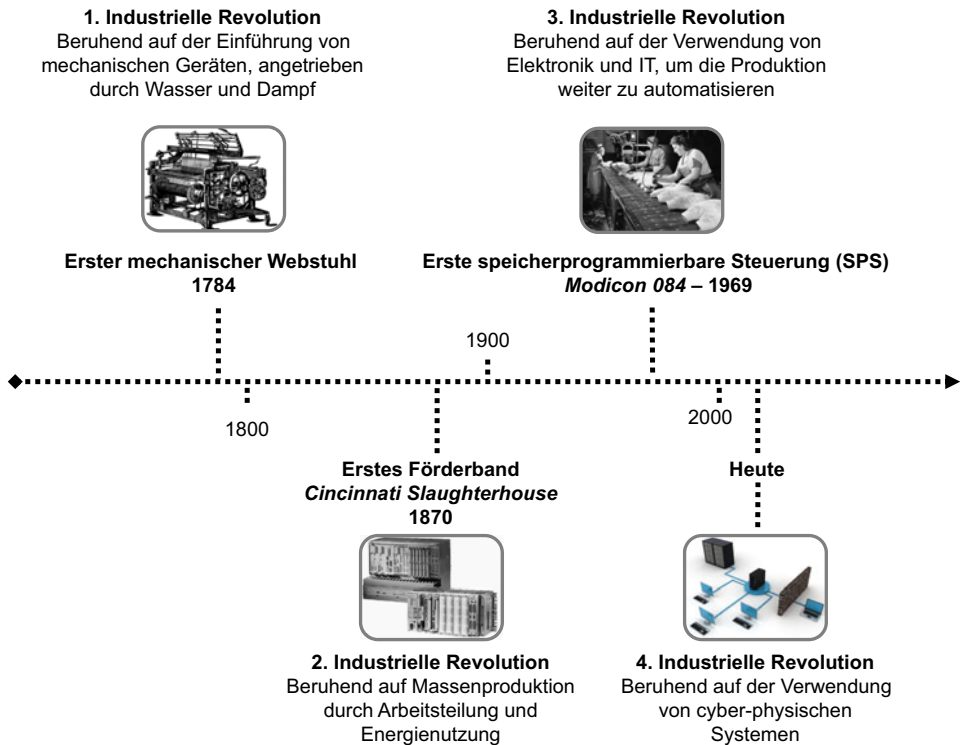 1. Industrielle Revolution
Beruhend auf der Einführung von
mechanischen Geräten, angetrieben
durch Wasser und Dampf
Erster mechanischer Webstuhl
1784
3. Industrielle Revolution
Beruhend auf der Verwendung von
Elektronik und IT, um die Produktion
weiter zu automatisieren
Erste speicherprogrammierbare Steuerung (SPS)
Modicon 084 – 1969
1900
1800
2000
Erstes Förderband
Cincinnati Slaughterhouse
1870
2. Industrielle Revolution
Beruhend auf Massenproduktion
durch Arbeitsteilung und
Energienutzung
Heute
4. Industrielle Revolution
Beruhend auf der Verwendung
von cyber-physischen
Systemen